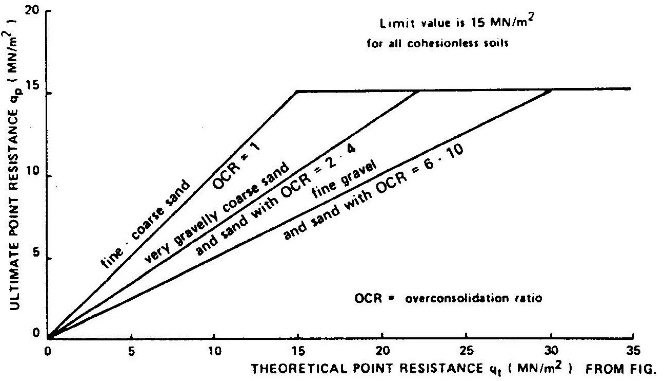 20
15
10
5
0
ULTIMATE POINT RESISTANCE qp (MN/m²)
Limit value is 15 MN/m²
for all cohesionless soils
fine - coarse sand
OCR = 1
very gravelly coarse sand
and sand with OCR = 2 - 4
fine gravel
and sand with OCR = 6 - 10
OCR = overconsolidation ratio
0 5 10 15 20 25 30 35
THEORETICAL POINT RESISTANCE qt (MN/m²) FROM FIG.